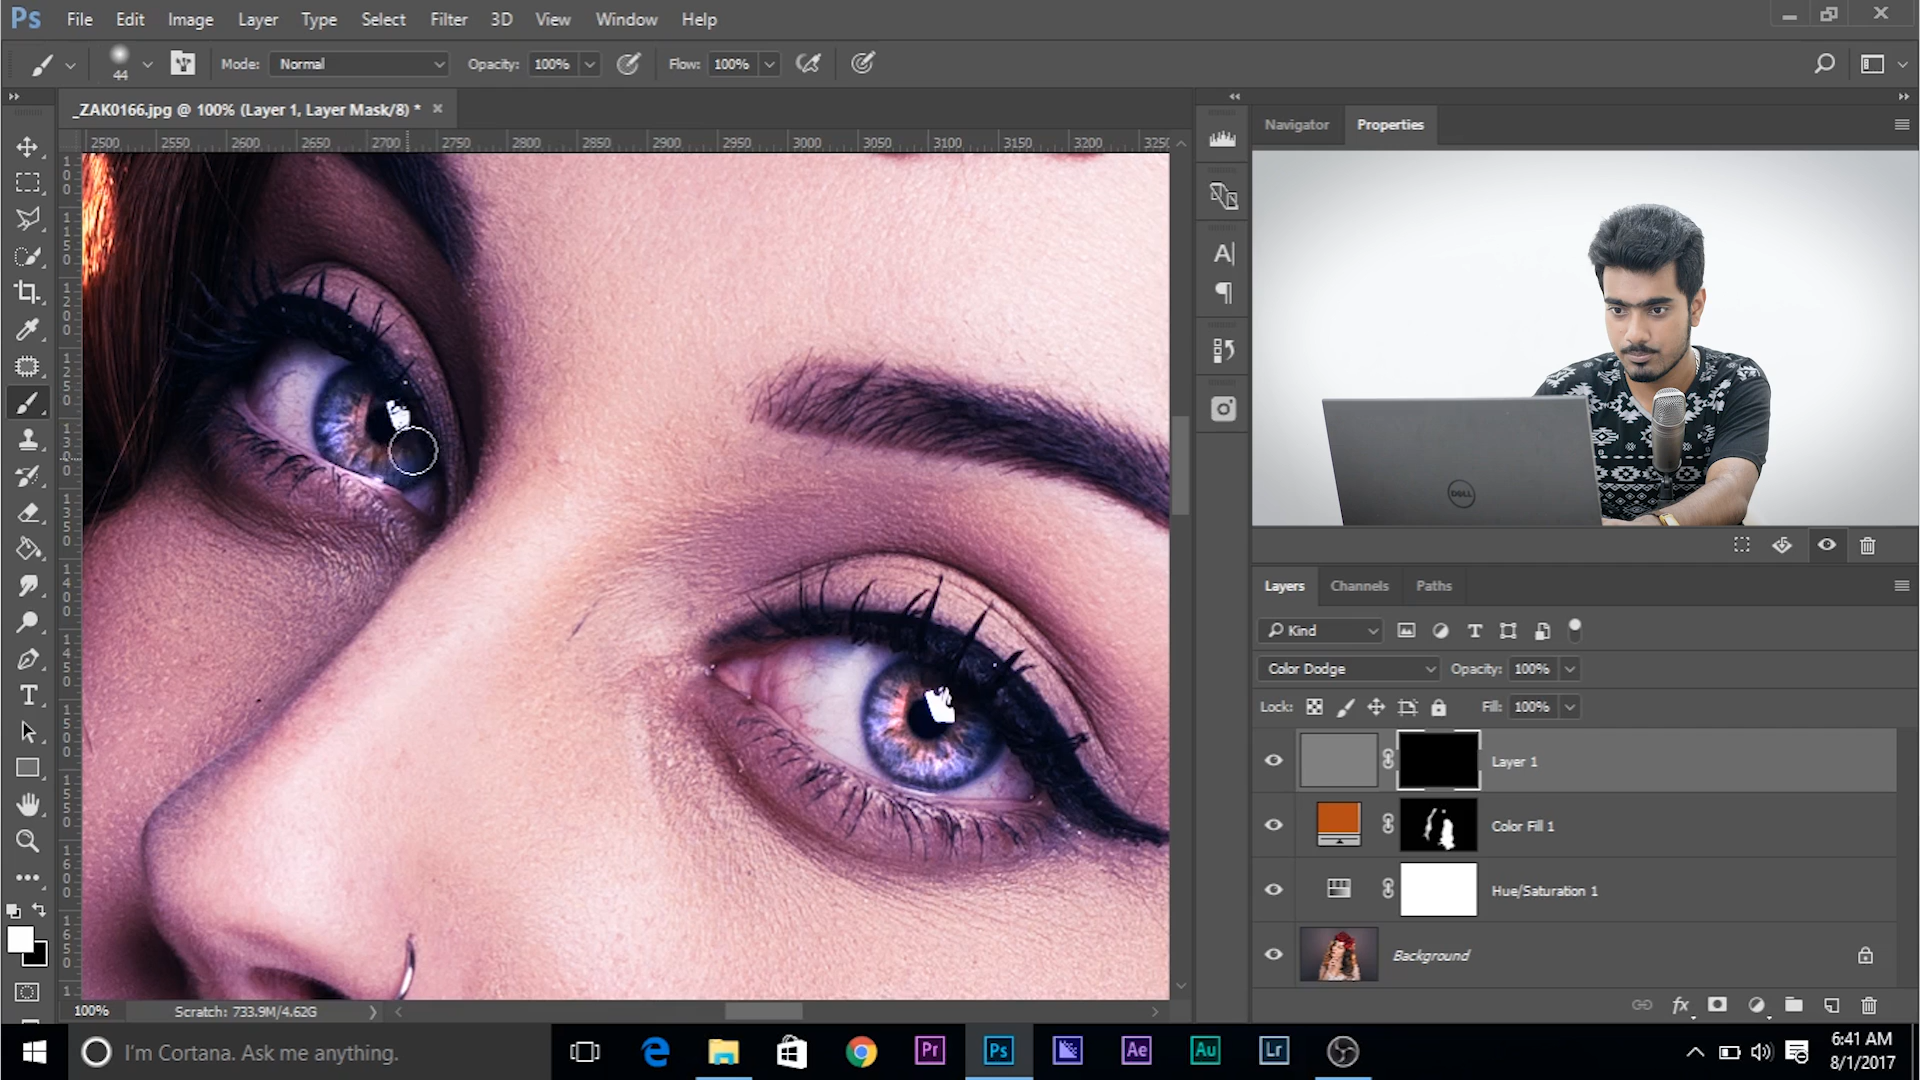 Ps File Edit Image Layer Type Select Filter 3D View Window Help
44 Mode: Normal Opacity: 100% Flow: 100%
_ZAK0166.jpg @ 100% (Layer 1, Layer Mask/8) *
2500 2550 2600 2650 2700 2750 2800 2850 2900 2950 3000 3050 3100 3150 3200 3250
Navigator Properties
DELL
Layers Channels Paths
Kind
Color Dodge Opacity: 100%
Lock: Fill: 100%
Layer 1
Color Fill 1
Hue/Saturation 1
Background
100% Scratch: 733.9M/4.62G
I'm Cortana. Ask me anything.
Pr Ps Ae Au Lr
6:41 AM
8/1/2017